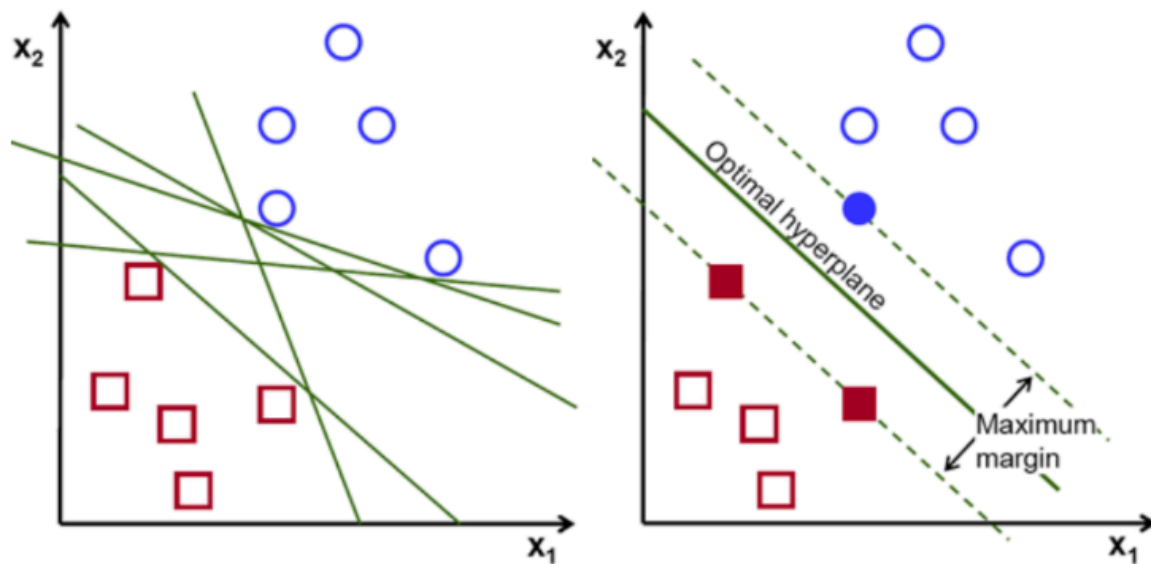 x₂
x₁
x₂
Optimal hyperplane
Maximum
margin
x₁